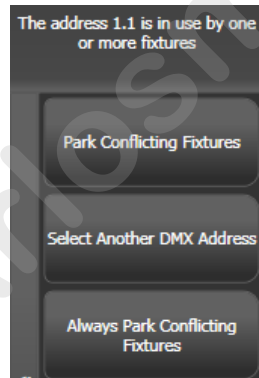 The address 1.1 is in use by one
or more fixtures
Park Conflicting Fixtures
Select Another DMX Address
Always Park Conflicting
Fixtures